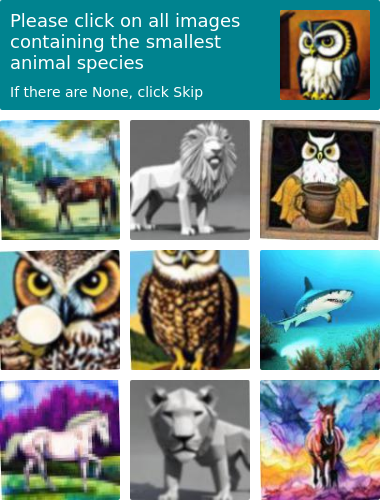 Please click on all images
containing the smallest
animal species
If there are None, click Skip